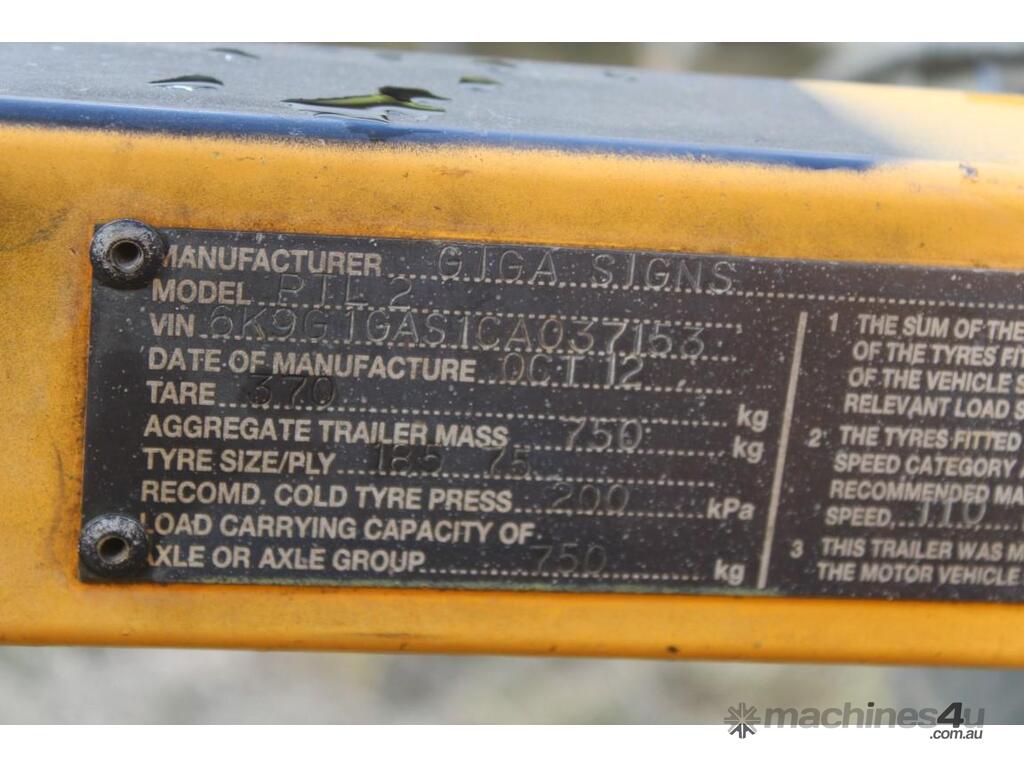 MANUFACTURER GIGA SIGNS
MODEL PTL 2
VIN 6K9G1GAS1CA037153
DATE OF MANUFACTURE OCT 12
TARE 370 kg
AGGREGATE TRAILER MASS 750 kg
TYRE SIZE/PLY 185 75
RECOMD. COLD TYRE PRESS 200 kPa
LOAD CARRYING CAPACITY OF
AXLE OR AXLE GROUP 750 kg
1 THE SUM OF THE
OF THE TYRES FIT
OF THE VEHICLE S
RELEVANT LOAD S
2 THE TYRES FITTED
SPEED CATEGORY
RECOMMENDED MA
SPEED, 110
3 THIS TRAILER WAS M
THE MOTOR VEHICLE
machines4u
.com.au